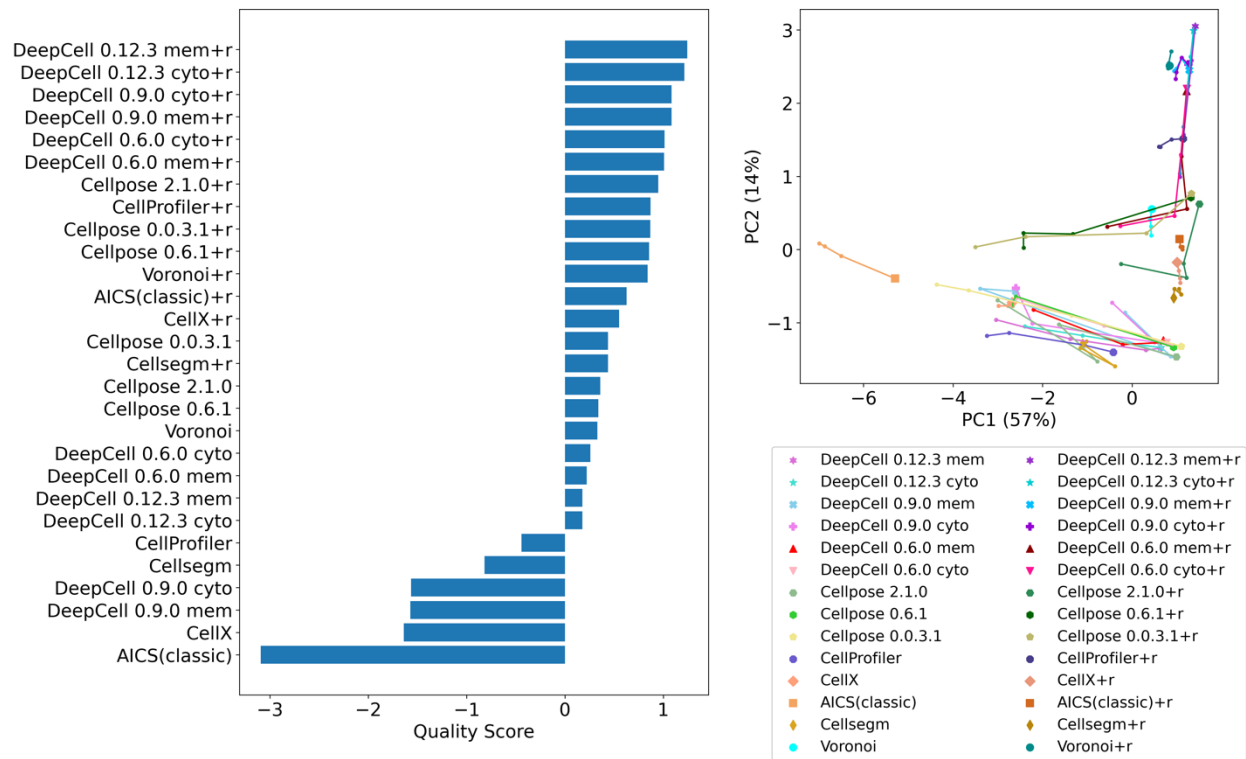 DeepCell 0.12.3 mem+r
DeepCell 0.12.3 cyto+r
DeepCell 0.9.0 cyto+r
DeepCell 0.9.0 mem+r
DeepCell 0.6.0 cyto+r
DeepCell 0.6.0 mem+r
Cellpose 2.1.0+r
CellProfiler+r
Cellpose 0.0.3.1+r
Cellpose 0.6.1+r
Voronoi+r
AICS(classic)+r
CellX+r
Cellpose 0.0.3.1
Cellsegm+r
Cellpose 2.1.0
Cellpose 0.6.1
Voronoi
DeepCell 0.6.0 cyto
DeepCell 0.6.0 mem
DeepCell 0.12.3 mem
DeepCell 0.12.3 cyto
CellProfiler
Cellsegm
DeepCell 0.9.0 cyto
DeepCell 0.9.0 mem
CellX
AICS(classic)
−3 −2 −1 0 1
Quality Score
3
2
1
0
−1
PC2 (14%)
−6 −4 −2 0
PC1 (57%)
DeepCell 0.12.3 mem DeepCell 0.12.3 mem+r
DeepCell 0.12.3 cyto DeepCell 0.12.3 cyto+r
DeepCell 0.9.0 mem DeepCell 0.9.0 mem+r
DeepCell 0.9.0 cyto DeepCell 0.9.0 cyto+r
DeepCell 0.6.0 mem DeepCell 0.6.0 mem+r
DeepCell 0.6.0 cyto DeepCell 0.6.0 cyto+r
Cellpose 2.1.0 Cellpose 2.1.0+r
Cellpose 0.6.1 Cellpose 0.6.1+r
Cellpose 0.0.3.1 Cellpose 0.0.3.1+r
CellProfiler CellProfiler+r
CellX CellX+r
AICS(classic) AICS(classic)+r
Cellsegm Cellsegm+r
Voronoi Voronoi+r